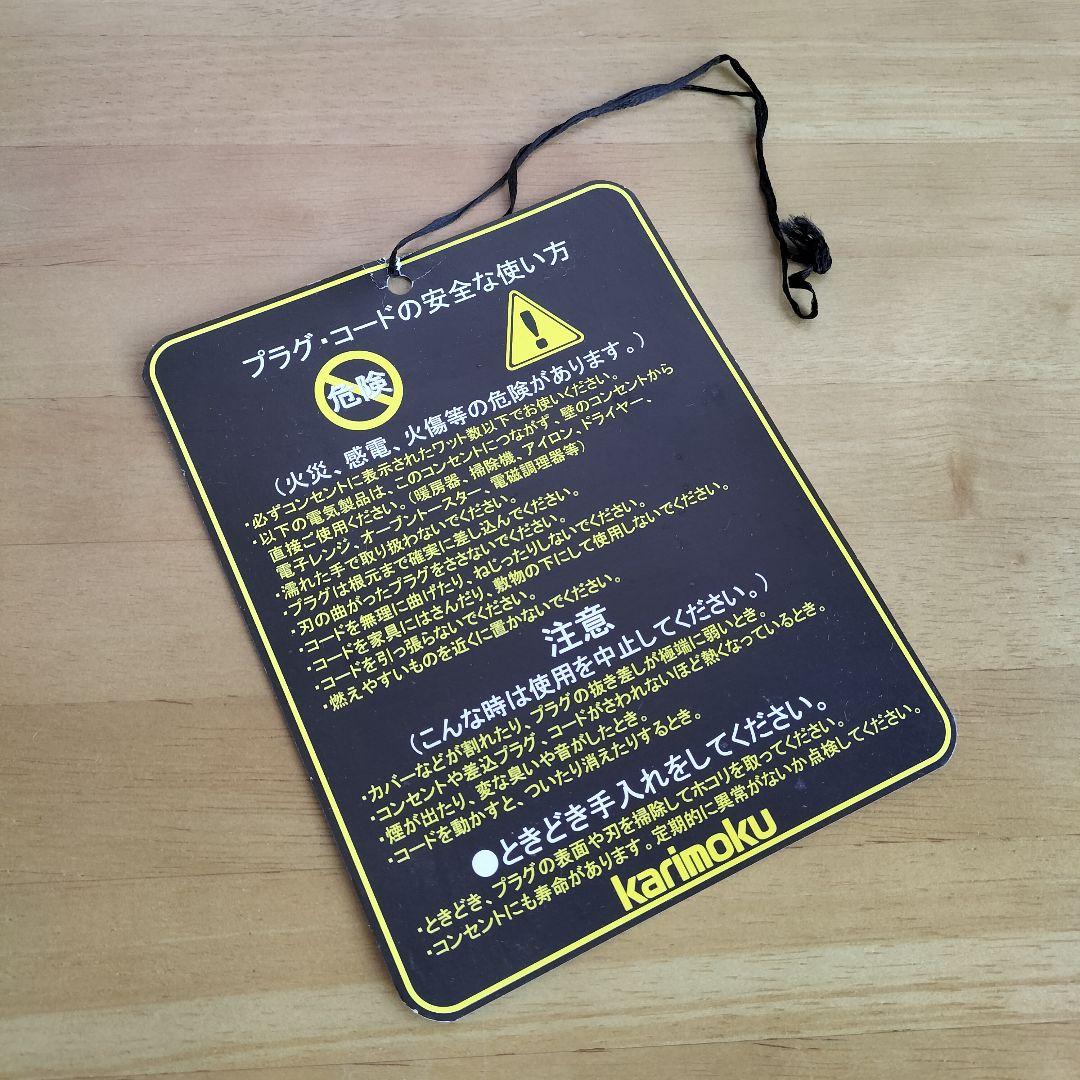 プラグ・コードの安全な使い方
危険
(火災、感電、火傷等の危険があります。)
・必ずコンセントに表示されたワット数以下でお使いください。
・以下の電気製品は、このコンセントにつながず、壁のコンセントから
直接ご使用ください。(暖房器、掃除機、アイロン、ドライヤー、
電子レンジ、オーブントースター、電磁調理器等)
・濡れた手で取り扱わないでください。
・プラグは根元まで確実に差し込んでください。
・刃の曲がったプラグをささないでください。
・コードを無理に曲げたり、ねじったりしないでください。
・コードを家具にはさんだり、敷物の下にして使用しないでください。
・コードを引っ張らないでください。
・燃えやすいものを近くに置かないでください。
注意
(こんな時は使用を中止してください。)
・カバーなどが割れたり、プラグの抜き差しが極端に弱いとき。
・コンセントや差込プラグ、コードがさわれないほど熱くなっているとき。
・煙が出たり、変な臭いや音がしたとき。
・コードを動かすと、ついたり消えたりするとき。
●ときどき手入れをしてください。
・ときどき、プラグの表面や刃を掃除してホコリを取ってください。
・コンセントにも寿命があります。定期的に異常がないか点検してください。
karimoku